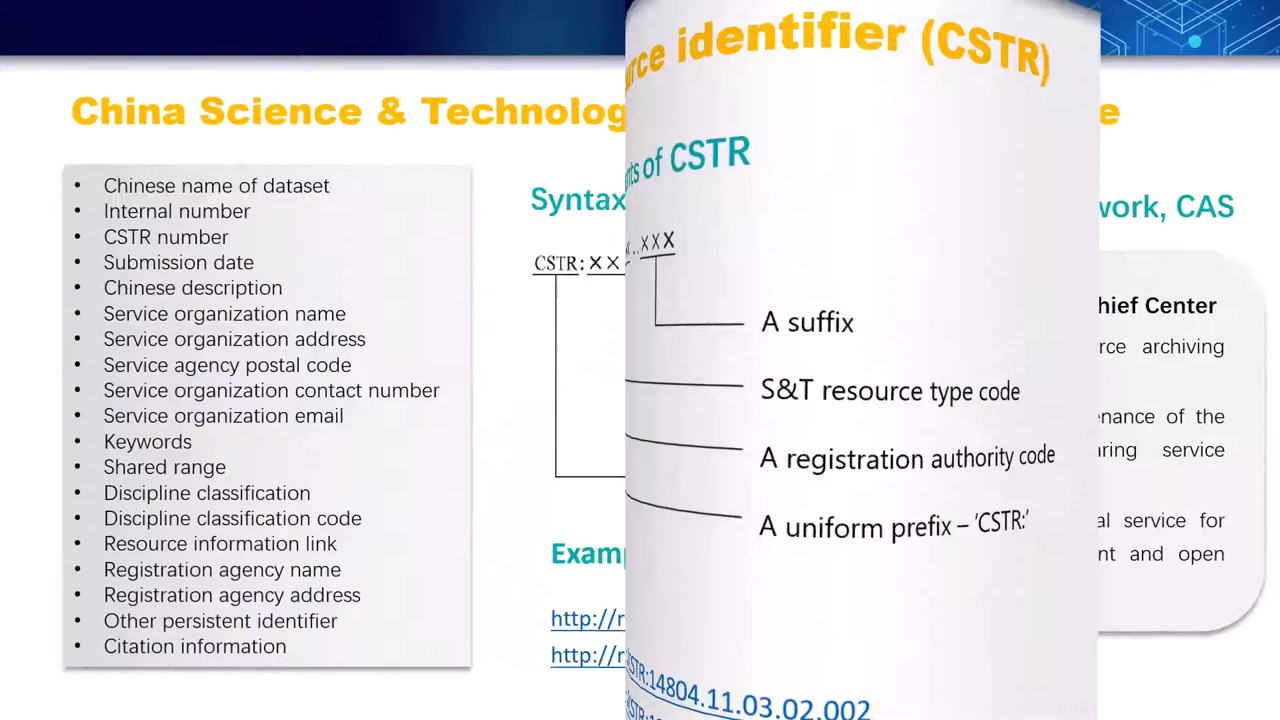 China Science & Technolog
urce identifier (CSTR)
e
• Chinese name of dataset
• Internal number
• CSTR number
• Submission date
• Chinese description
• Service organization name
• Service organization address
• Service agency postal code
• Service organization contact number
• Service organization email
• Keywords
• Shared range
• Discipline classification
• Discipline classification code
• Resource information link
• Registration agency name
• Registration agency address
• Other persistent identifier
• Citation information
Syntax
nts of CSTR
CSTR:XX
..XXX
A suffix
S&T resource type code
A registration authority code
A uniform prefix – 'CSTR:'
Examp
http://r
http://r
CSTR:14804.11.03.02.002
work, CAS
hief Center
rce archiving
enance of the
aring service
al service for
nt and open